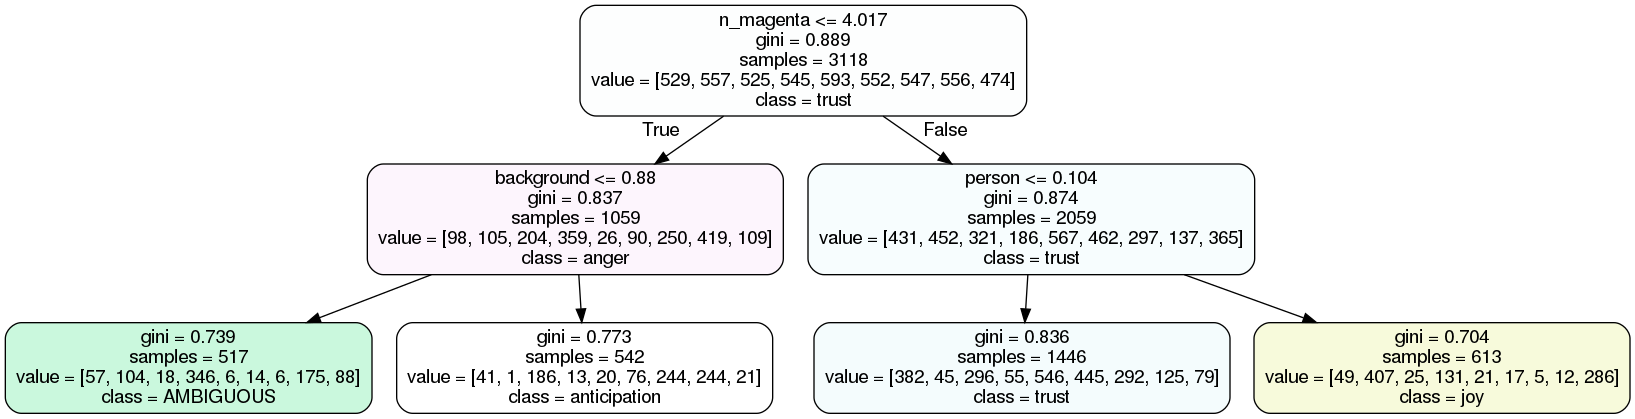 n_magenta <= 4.017
gini = 0.889
samples = 3118
value = [529, 557, 525, 545, 593, 552, 547, 556, 474]
class = trust
True
False
background <= 0.88
gini = 0.837
samples = 1059
value = [98, 105, 204, 359, 26, 90, 250, 419, 109]
class = anger
person <= 0.104
gini = 0.874
samples = 2059
value = [431, 452, 321, 186, 567, 462, 297, 137, 365]
class = trust
gini = 0.739
samples = 517
value = [57, 104, 18, 346, 6, 14, 6, 175, 88]
class = AMBIGUOUS
gini = 0.773
samples = 542
value = [41, 1, 186, 13, 20, 76, 244, 244, 21]
class = anticipation
gini = 0.836
samples = 1446
value = [382, 45, 296, 55, 546, 445, 292, 125, 79]
class = trust
gini = 0.704
samples = 613
value = [49, 407, 25, 131, 21, 17, 5, 12, 286]
class = joy